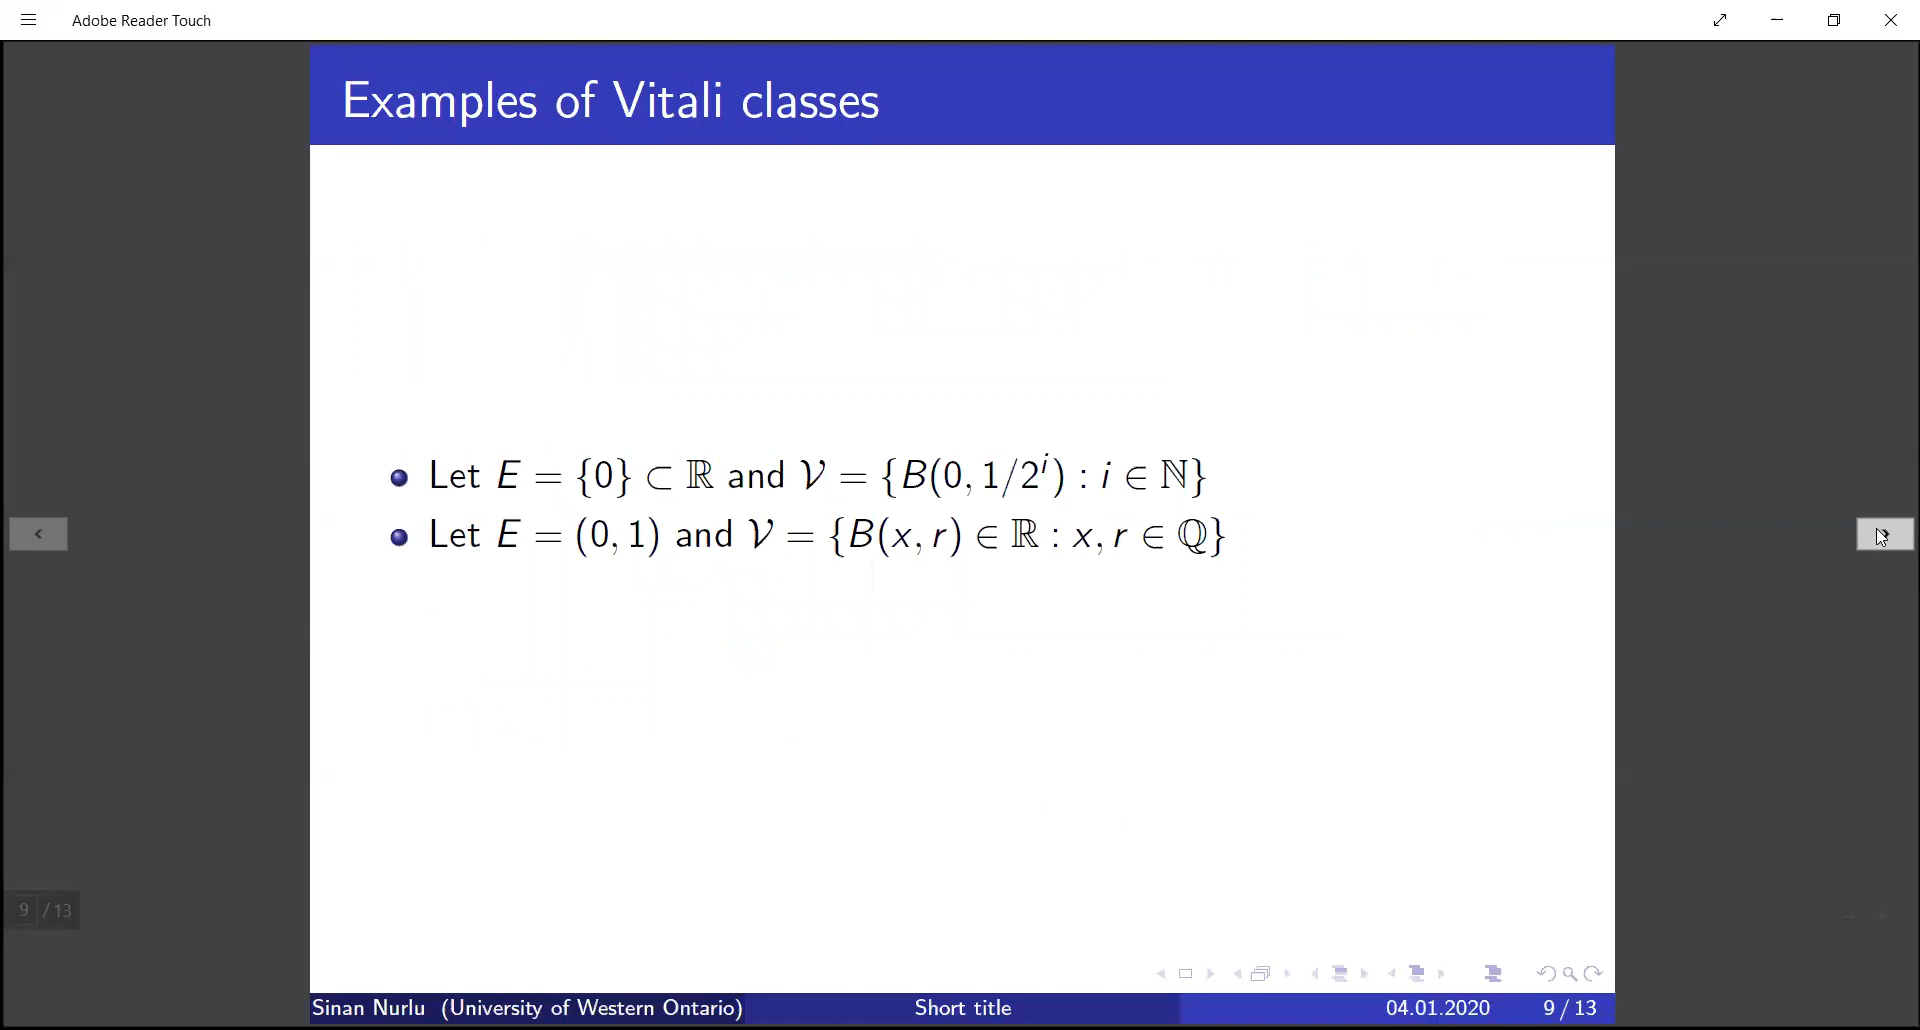 Adobe Reader Touch
Examples of Vitali classes
Let E = {0} ⊂ ℝ and 𝒱 = {B(0, 1/2ⁱ) : i ∈ ℕ}
Let E = (0, 1) and 𝒱 = {B(x, r) ∈ ℝ : x, r ∈ ℚ}
9 / 13
Sinan Nurlu (University of Western Ontario) Short title 04.01.2020 9 / 13